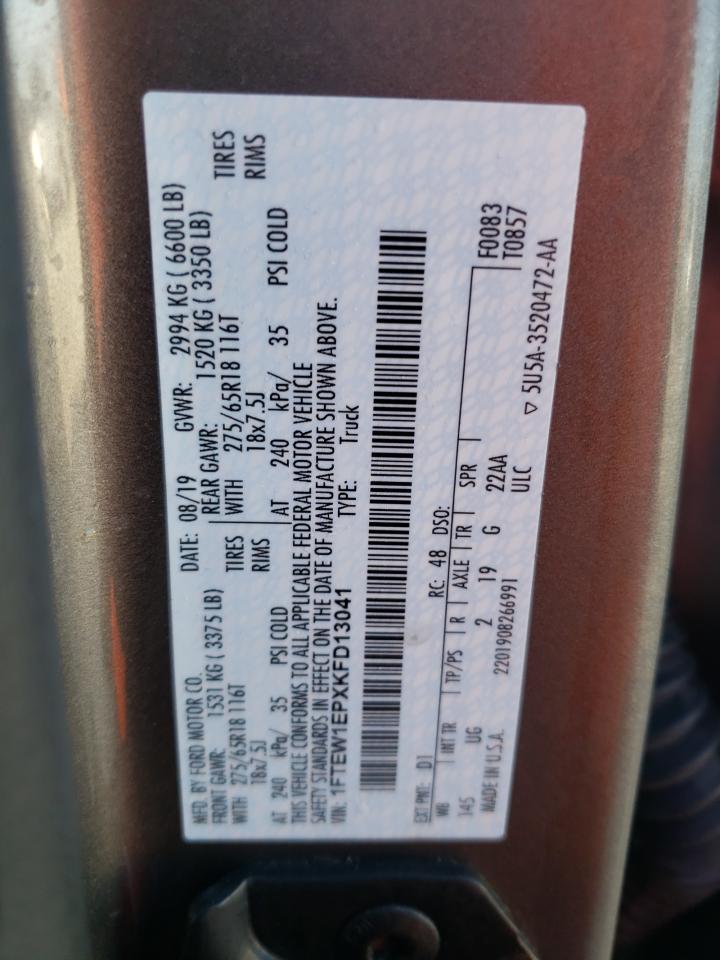 MFD. BY FORD MOTOR CO. DATE: 08/19 GVWR: 2994 KG ( 6600 LB)
FRONT GAWR: 1531 KG ( 3375 LB) REAR GAWR: 1520 KG ( 3350 LB)
WITH 275/65R18 116T TIRES WITH 275/65R18 116T TIRES
18x7.5J RIMS 18x7.5J RIMS
AT 240 kPa/ 35 PSI COLD AT 240 kPa/ 35 PSI COLD
THIS VEHICLE CONFORMS TO ALL APPLICABLE FEDERAL MOTOR VEHICLE
SAFETY STANDARDS IN EFFECT ON THE DATE OF MANUFACTURE SHOWN ABOVE.
VIN: 1FTEW1EPXKFD13041 TYPE: Truck
EXT PNT: D1 RC: 48 DSO: F0083
WB INT TR TP/PS R AXLE TR SPR T0857
145 UG 2 19 G 22AA
MADE IN U.S.A. 2201908266991 ULC
▽ 5U5A-3520472-AA